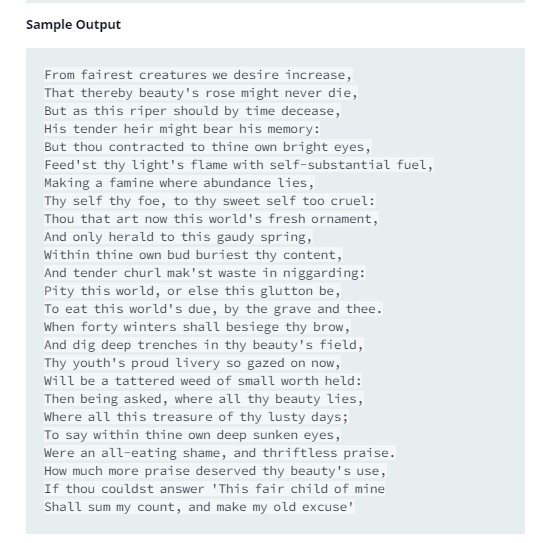 Sample Output
From fairest creatures we desire increase,
That thereby beauty's rose might never die,
But as this riper should by time decease,
His tender heir might bear his memory:
But thou contracted to thine own bright eyes,
Feed'st thy light's flame with self-substantial fuel,
Making a famine where abundance lies,
Thy self thy foe, to thy sweet self too cruel:
Thou that art now this world's fresh ornament,
And only herald to this gaudy spring,
Within thine own bud buriest thy content,
And tender churl mak'st waste in niggarding:
Pity this world, or else this glutton be,
To eat this world's due, by the grave and thee.
When forty winters shall besiege thy brow,
And dig deep trenches in thy beauty's field,
Thy youth's proud livery so gazed on now,
Will be a tattered weed of small worth held:
Then being asked, where all thy beauty lies,
Where all this treasure of thy lusty days;
To say within thine own deep sunken eyes,
Were an all-eating shame, and thriftless praise.
How much more praise deserved thy beauty's use,
If thou couldst answer 'This fair child of mine
Shall sum my count, and make my old excuse'